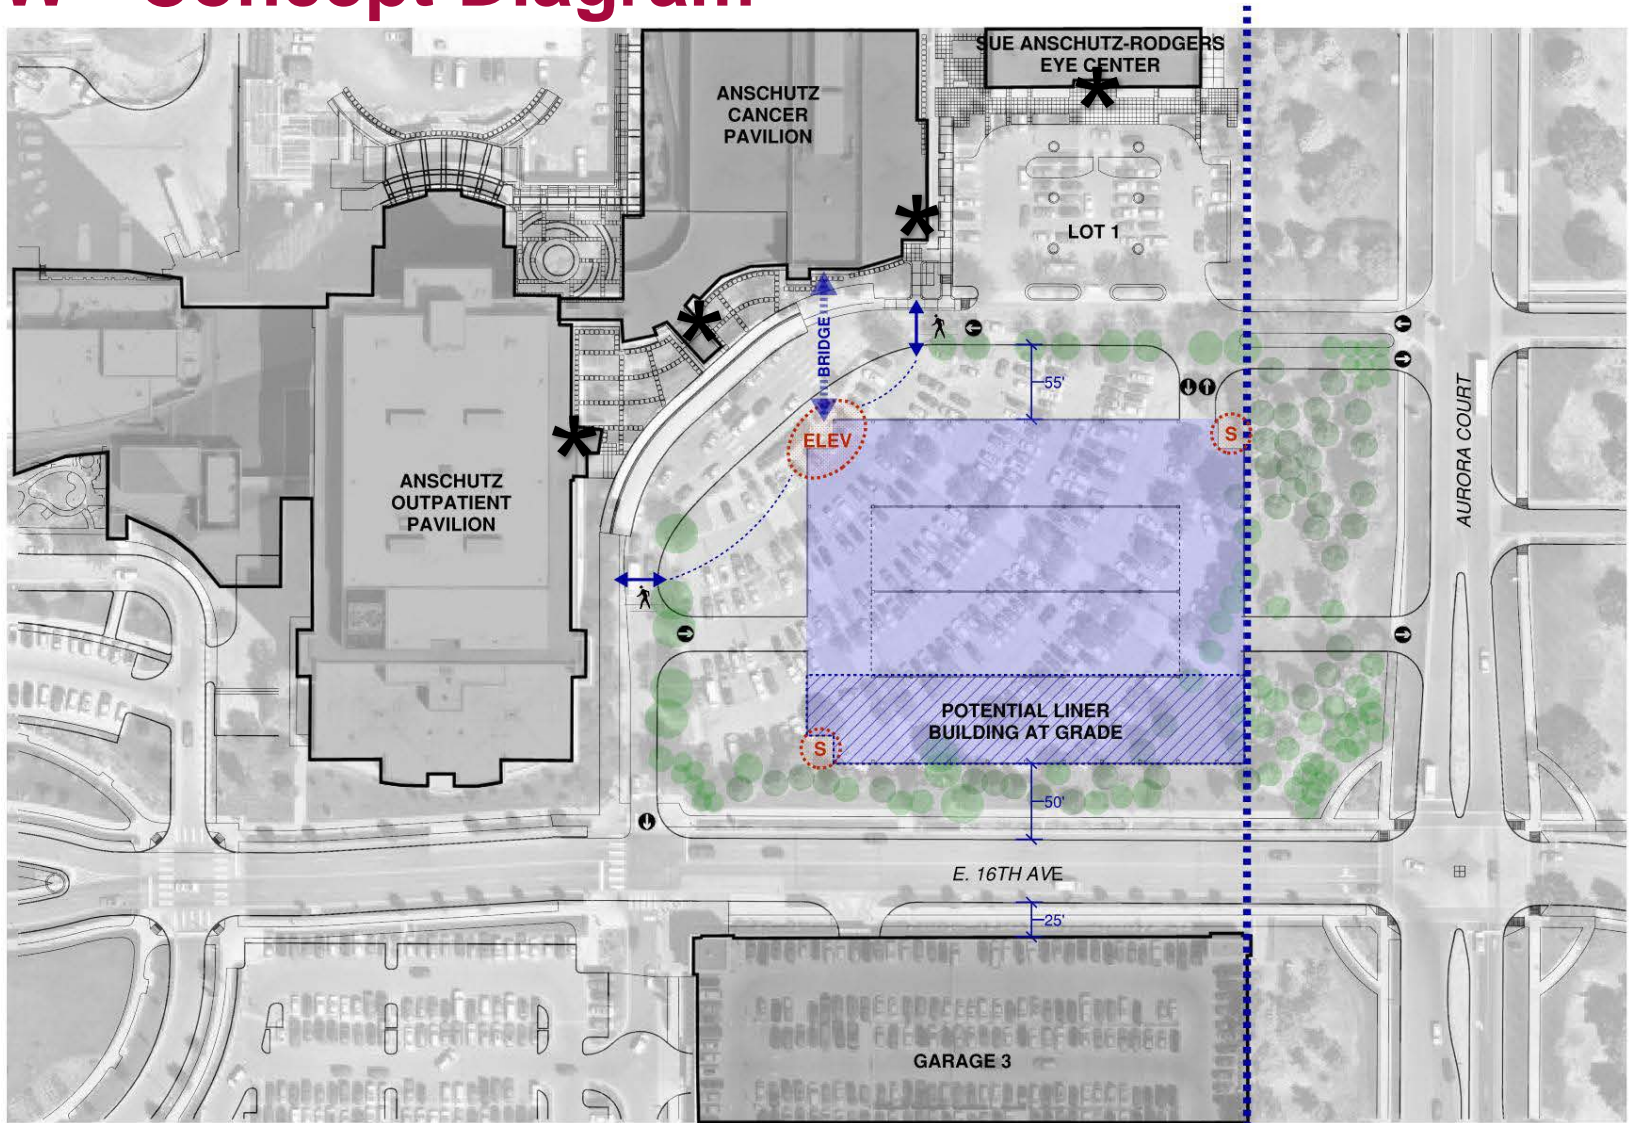 Concept Diagram
SUE ANSCHUTZ-RODGERS
EYE CENTER
ANSCHUTZ
CANCER
PAVILION
LOT 1
BRIDGE
55'
ELEV
S
AURORA COURT
ANSCHUTZ
OUTPATIENT
PAVILION
POTENTIAL LINER
BUILDING AT GRADE
S
50'
E. 16TH AVE
25'
GARAGE 3